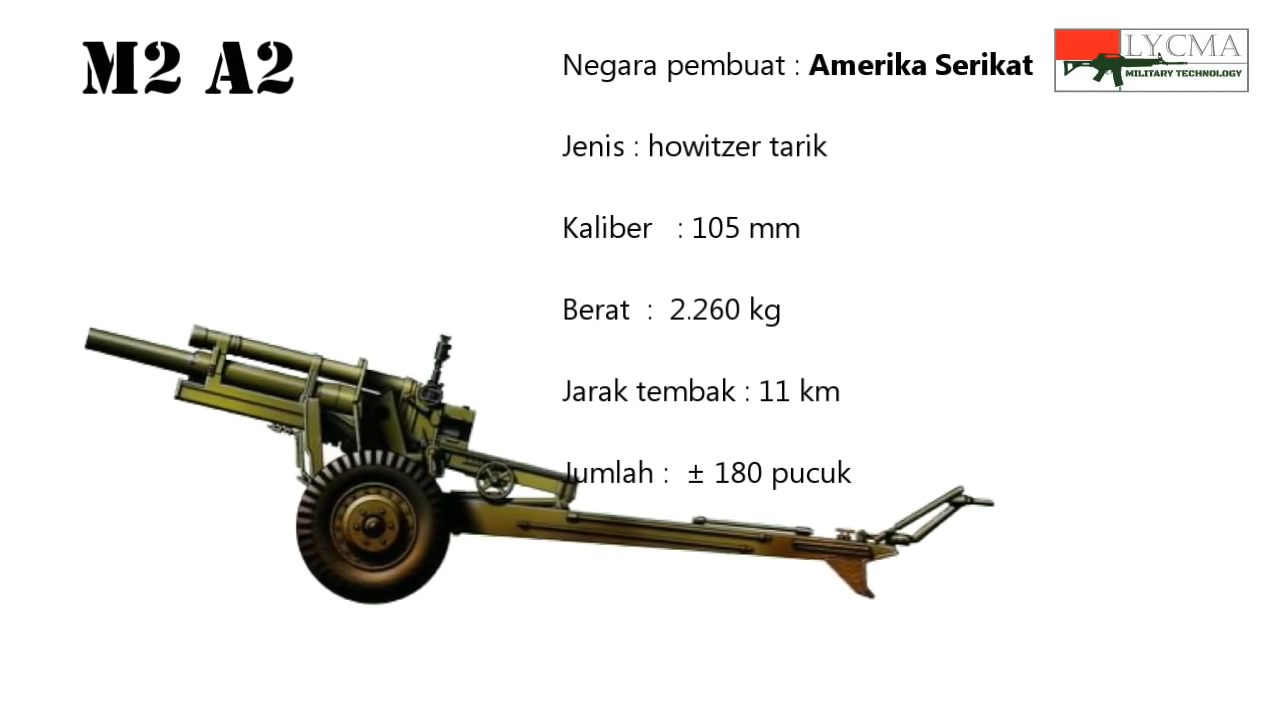 M2 A2
Negara pembuat : Amerika Serikat
LYCMA
MILITARY TECHNOLOGY
Jenis : howitzer tarik
Kaliber : 105 mm
Berat : 2.260 kg
Jarak tembak : 11 km
Jumlah : ± 180 pucuk